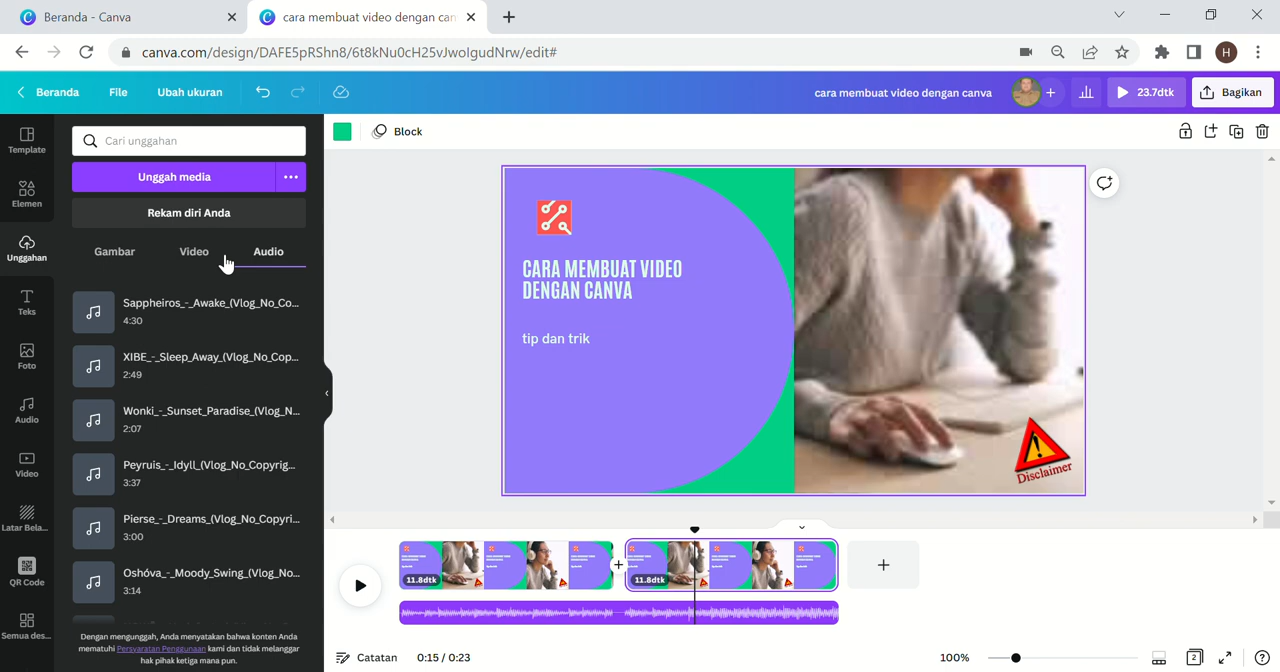 Beranda - Canva
cara membuat video dengan can
canva.com/design/DAFE5pRShn8/6t8kNu0cH25vJwolgudNrw/edit#
H
Beranda
File
Ubah ukuran
cara membuat video dengan canva
23.7dtk
Bagikan
Template
Elemen
Unggahan
Teks
Foto
Audio
Video
Latar Bela...
QR Code
Semua des...
Cari unggahan
Unggah media
Rekam diri Anda
Gambar
Video
Audio
Sappheiros_-_Awake_(Vlog_No_Co...
4:30
XIBE_-_Sleep_Away_(Vlog_No_Cop...
2:49
Wonki_-_Sunset_Paradise_(Vlog_N...
2:07
Peyruis_-_Idyll_(Vlog_No_Copyrig...
3:37
Pierse_-_Dreams_(Vlog_No_Copyri...
3:00
Oshóva_-_Moody_Swing_(Vlog_No...
3:14
Dengan mengunggah, Anda menyatakan bahwa konten Anda
mematuhi Persyaratan Penggunaan kami dan tidak melanggar
hak pihak ketiga mana pun.
Block
CARA MEMBUAT VIDEO
DENGAN CANVA
tip dan trik
Disclaimer
11.8dtk
11.8dtk
Catatan
0:15 / 0:23
100%
2